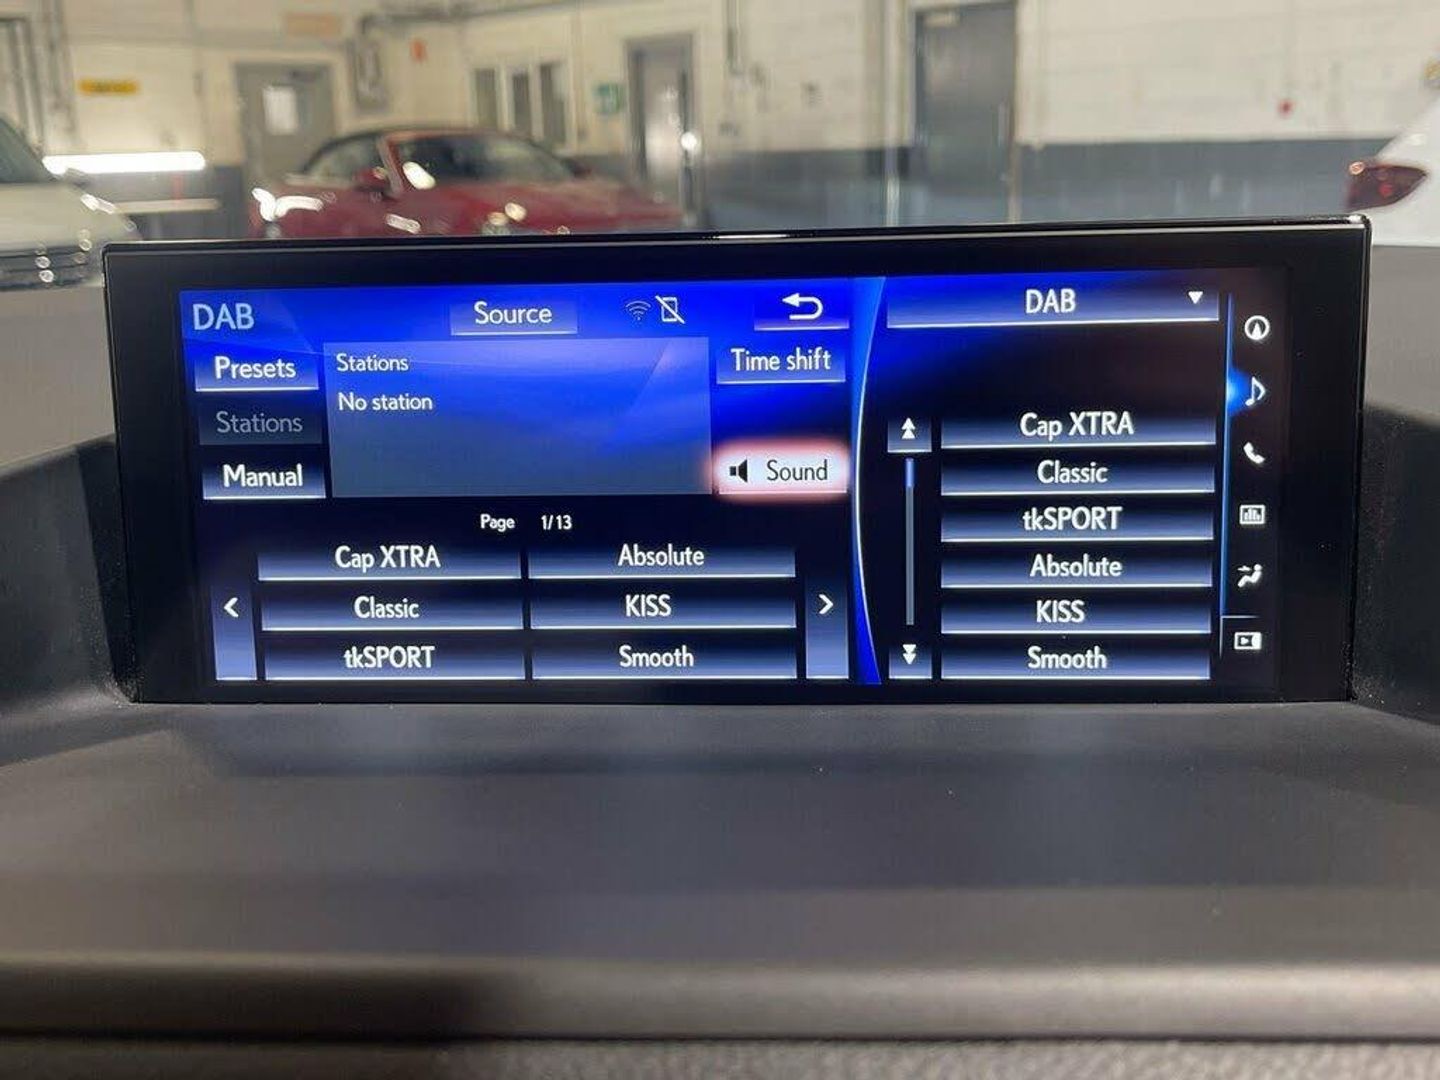 DAB
Source
Presets
Stations
Manual
Stations
No station
Time shift
Sound
Page 1/13
Cap XTRA
Absolute
Classic
KISS
tkSPORT
Smooth
DAB
Cap XTRA
Classic
tkSPORT
Absolute
KISS
Smooth